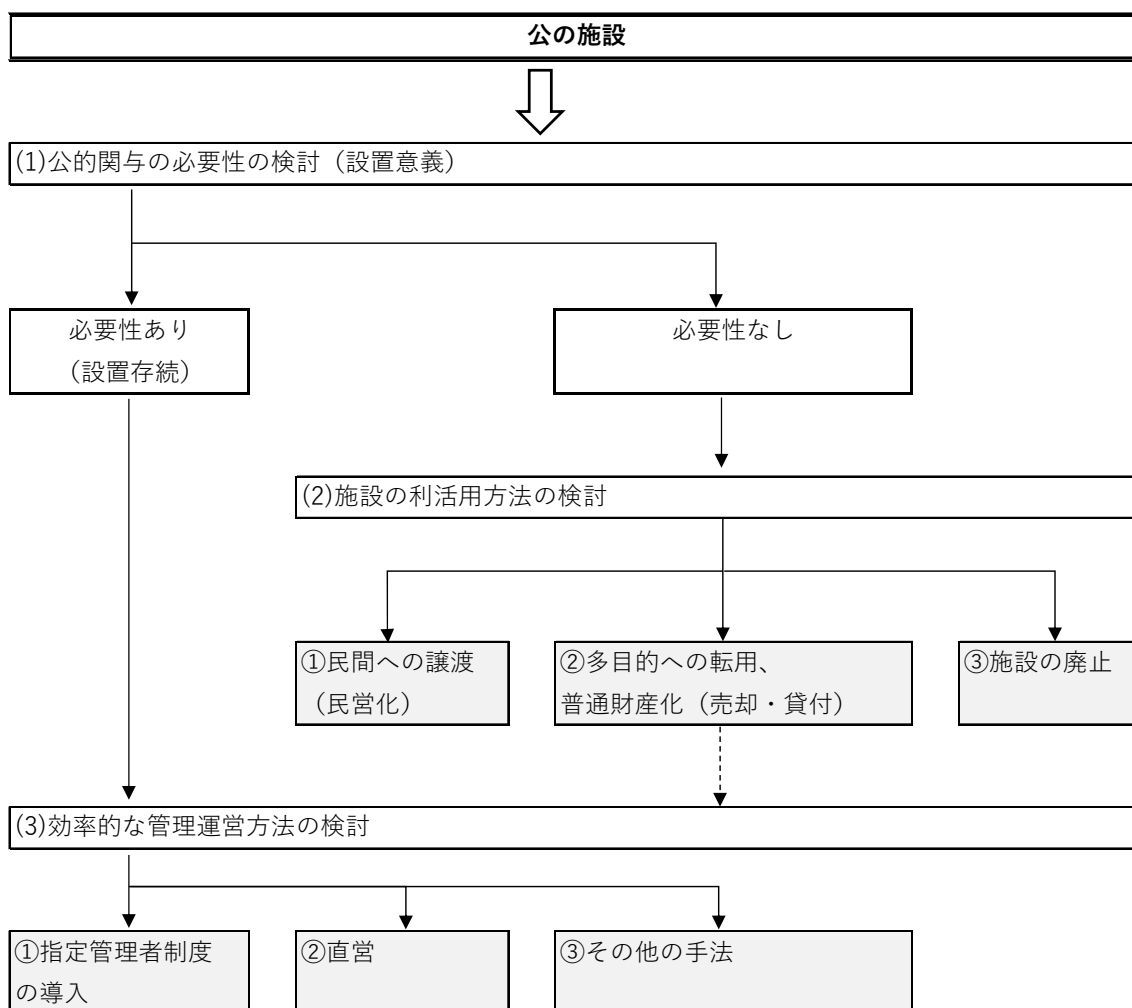 公の施設
(1)公的関与の必要性の検討（設置意義）
必要性あり
（設置存続）
必要性なし
(2)施設の利活用方法の検討
①民間への譲渡
（民営化）
②多目的への転用、
普通財産化（売却・貸付）
③施設の廃止
(3)効率的な管理運営方法の検討
①指定管理者制度
の導入
②直営
③その他の手法